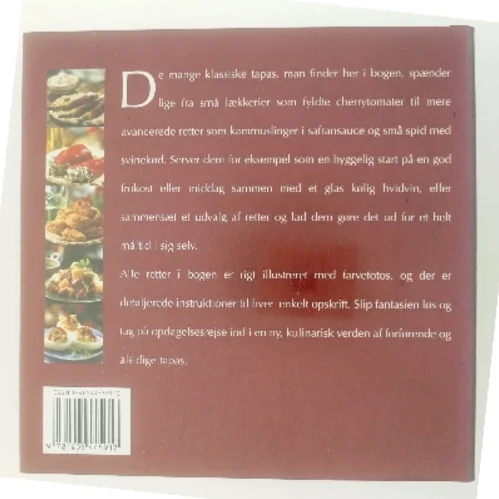 De mange klassiske tapas, man finder her i bogen, spænder
lige fra små lækkerier som fyldte cherrytomater til mere
avancerede retter som kammuslinger i safransauce og små spid med
svinekød. Server dem for eksempel som en hyggelig start på en god
frokost eller middag sammen med et glas kølig hvidvin, eller
sammensæt et udvalg af retter og lad dem gøre det ud for et helt
måltid i sig selv.
Alle retter i bogen er rigt illustreret med farvefotos, og der er
detaljerede instruktioner til hver enkelt opskrift. Slip fantasien løs og
tag på opdagelsesrejse ind i en ny, kulinarisk verden af forførende og
alsidige tapas.